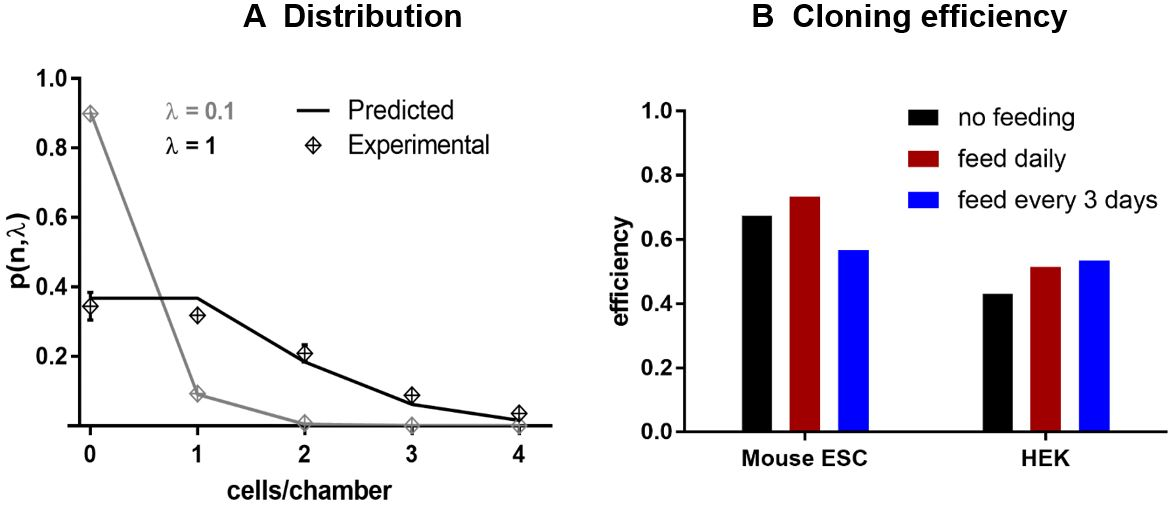 A Distribution
1.0
0.8
0.6
0.4
0.2
p(n,λ)
λ = 0.1
λ = 1
Predicted
Experimental
0 1 2 3 4
cells/chamber
B Cloning efficiency
1.0
0.8
0.6
0.4
0.2
0.0
efficiency
no feeding
feed daily
feed every 3 days
Mouse ESC HEK